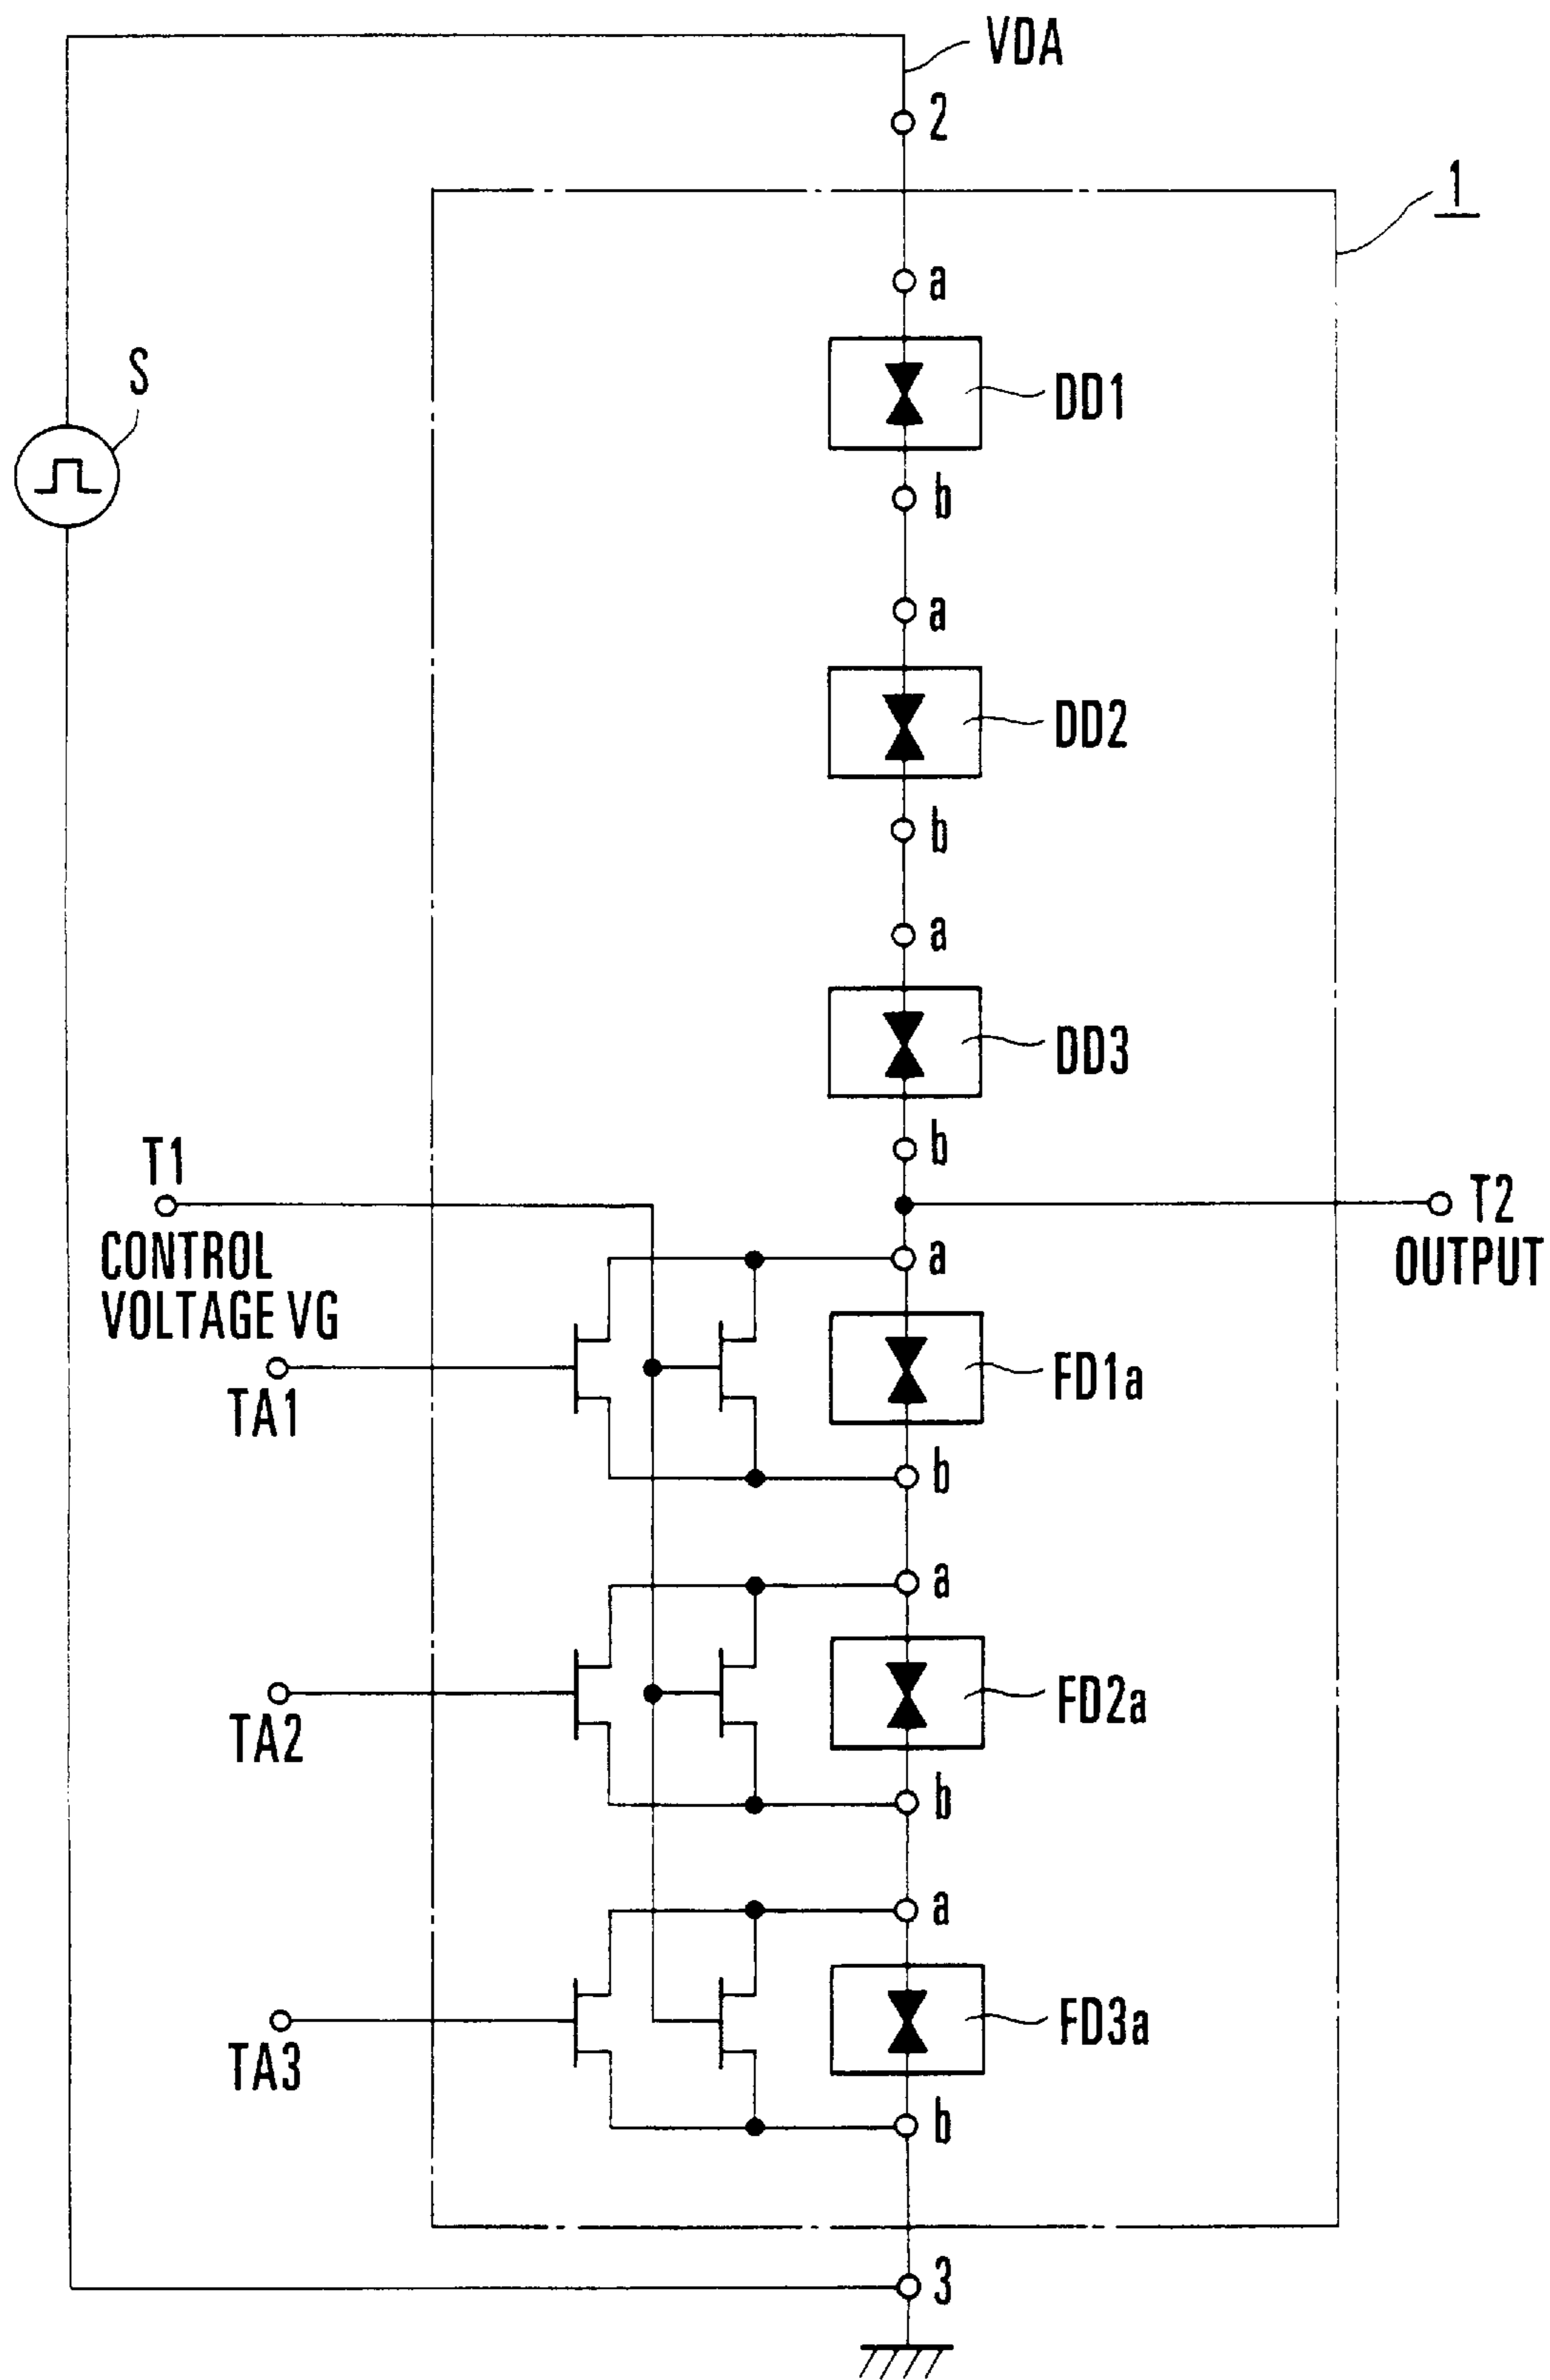 VDA
2
1
a
S
DD1
b
a
DD2
b
a
DD3
b
T1
T2
CONTROL
VOLTAGE VG
OUTPUT
a
TA1
FD1a
b
a
TA2
FD2a
b
a
TA3
FD3a
b
3